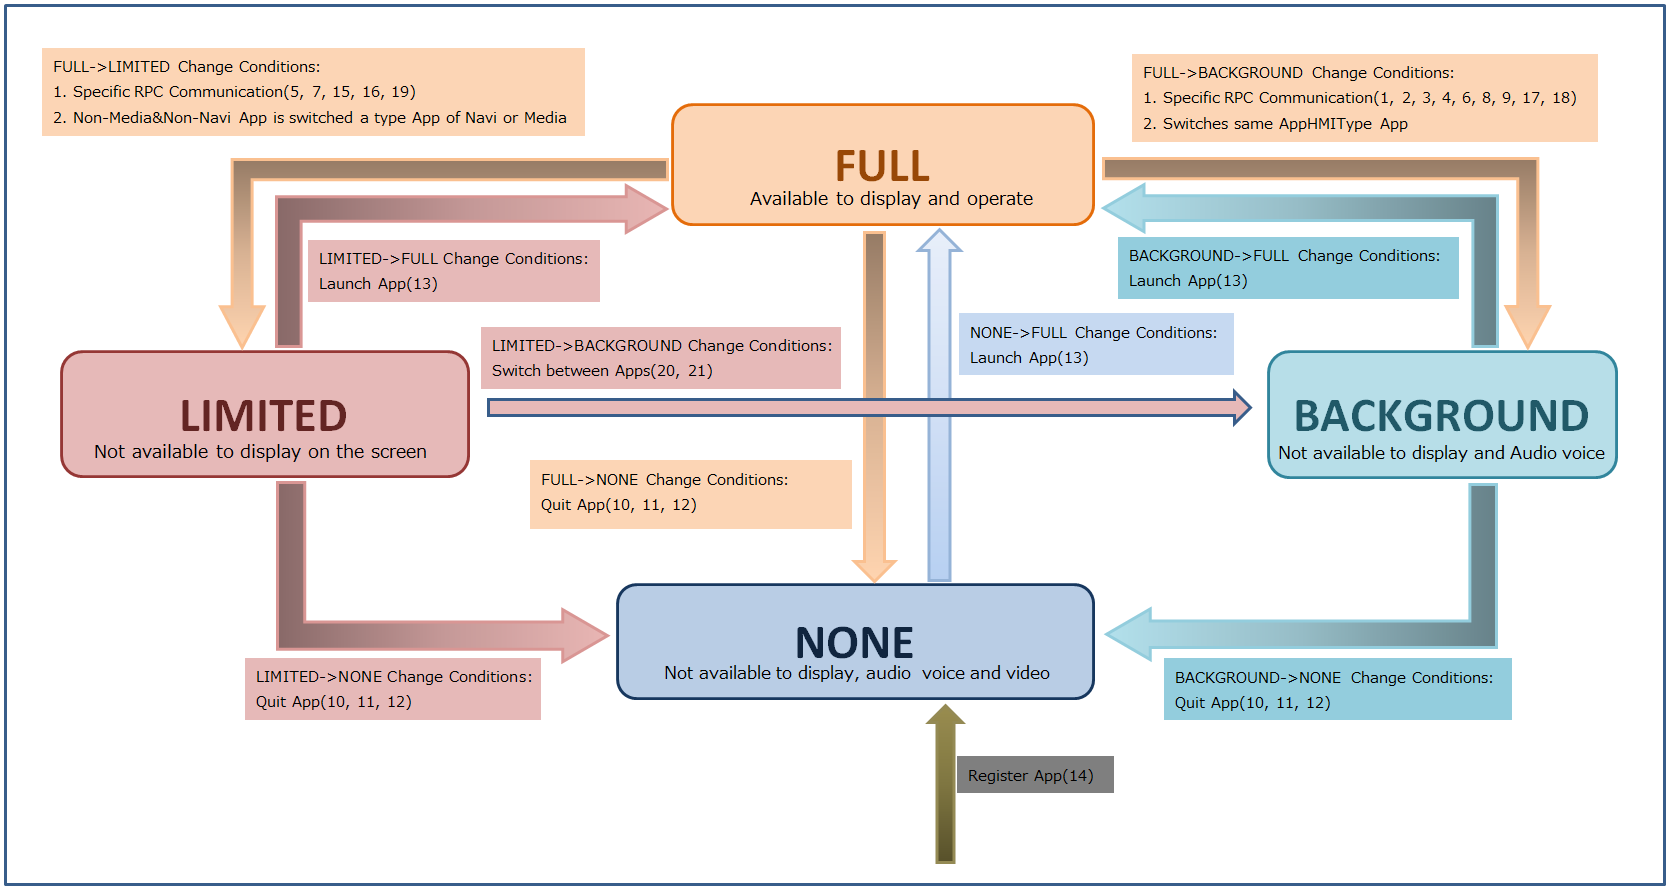 FULL->LIMITED Change Conditions:
1. Specific RPC Communication(5, 7, 15, 16, 19)
2. Non-Media&Non-Navi App is switched a type App of Navi or Media
FULL->BACKGROUND Change Conditions:
1. Specific RPC Communication(1, 2, 3, 4, 6, 8, 9, 17, 18)
2. Switches same AppHMIType App
FULL
Available to display and operate
LIMITED->FULL Change Conditions:
Launch App(13)
BACKGROUND->FULL Change Conditions:
Launch App(13)
LIMITED->BACKGROUND Change Conditions:
Switch between Apps(20, 21)
NONE->FULL Change Conditions:
Launch App(13)
LIMITED
Not available to display on the screen
BACKGROUND
Not available to display and Audio voice
FULL->NONE Change Conditions:
Quit App(10, 11, 12)
NONE
Not available to display, audio voice and video
LIMITED->NONE Change Conditions:
Quit App(10, 11, 12)
BACKGROUND->NONE Change Conditions:
Quit App(10, 11, 12)
Register App(14)